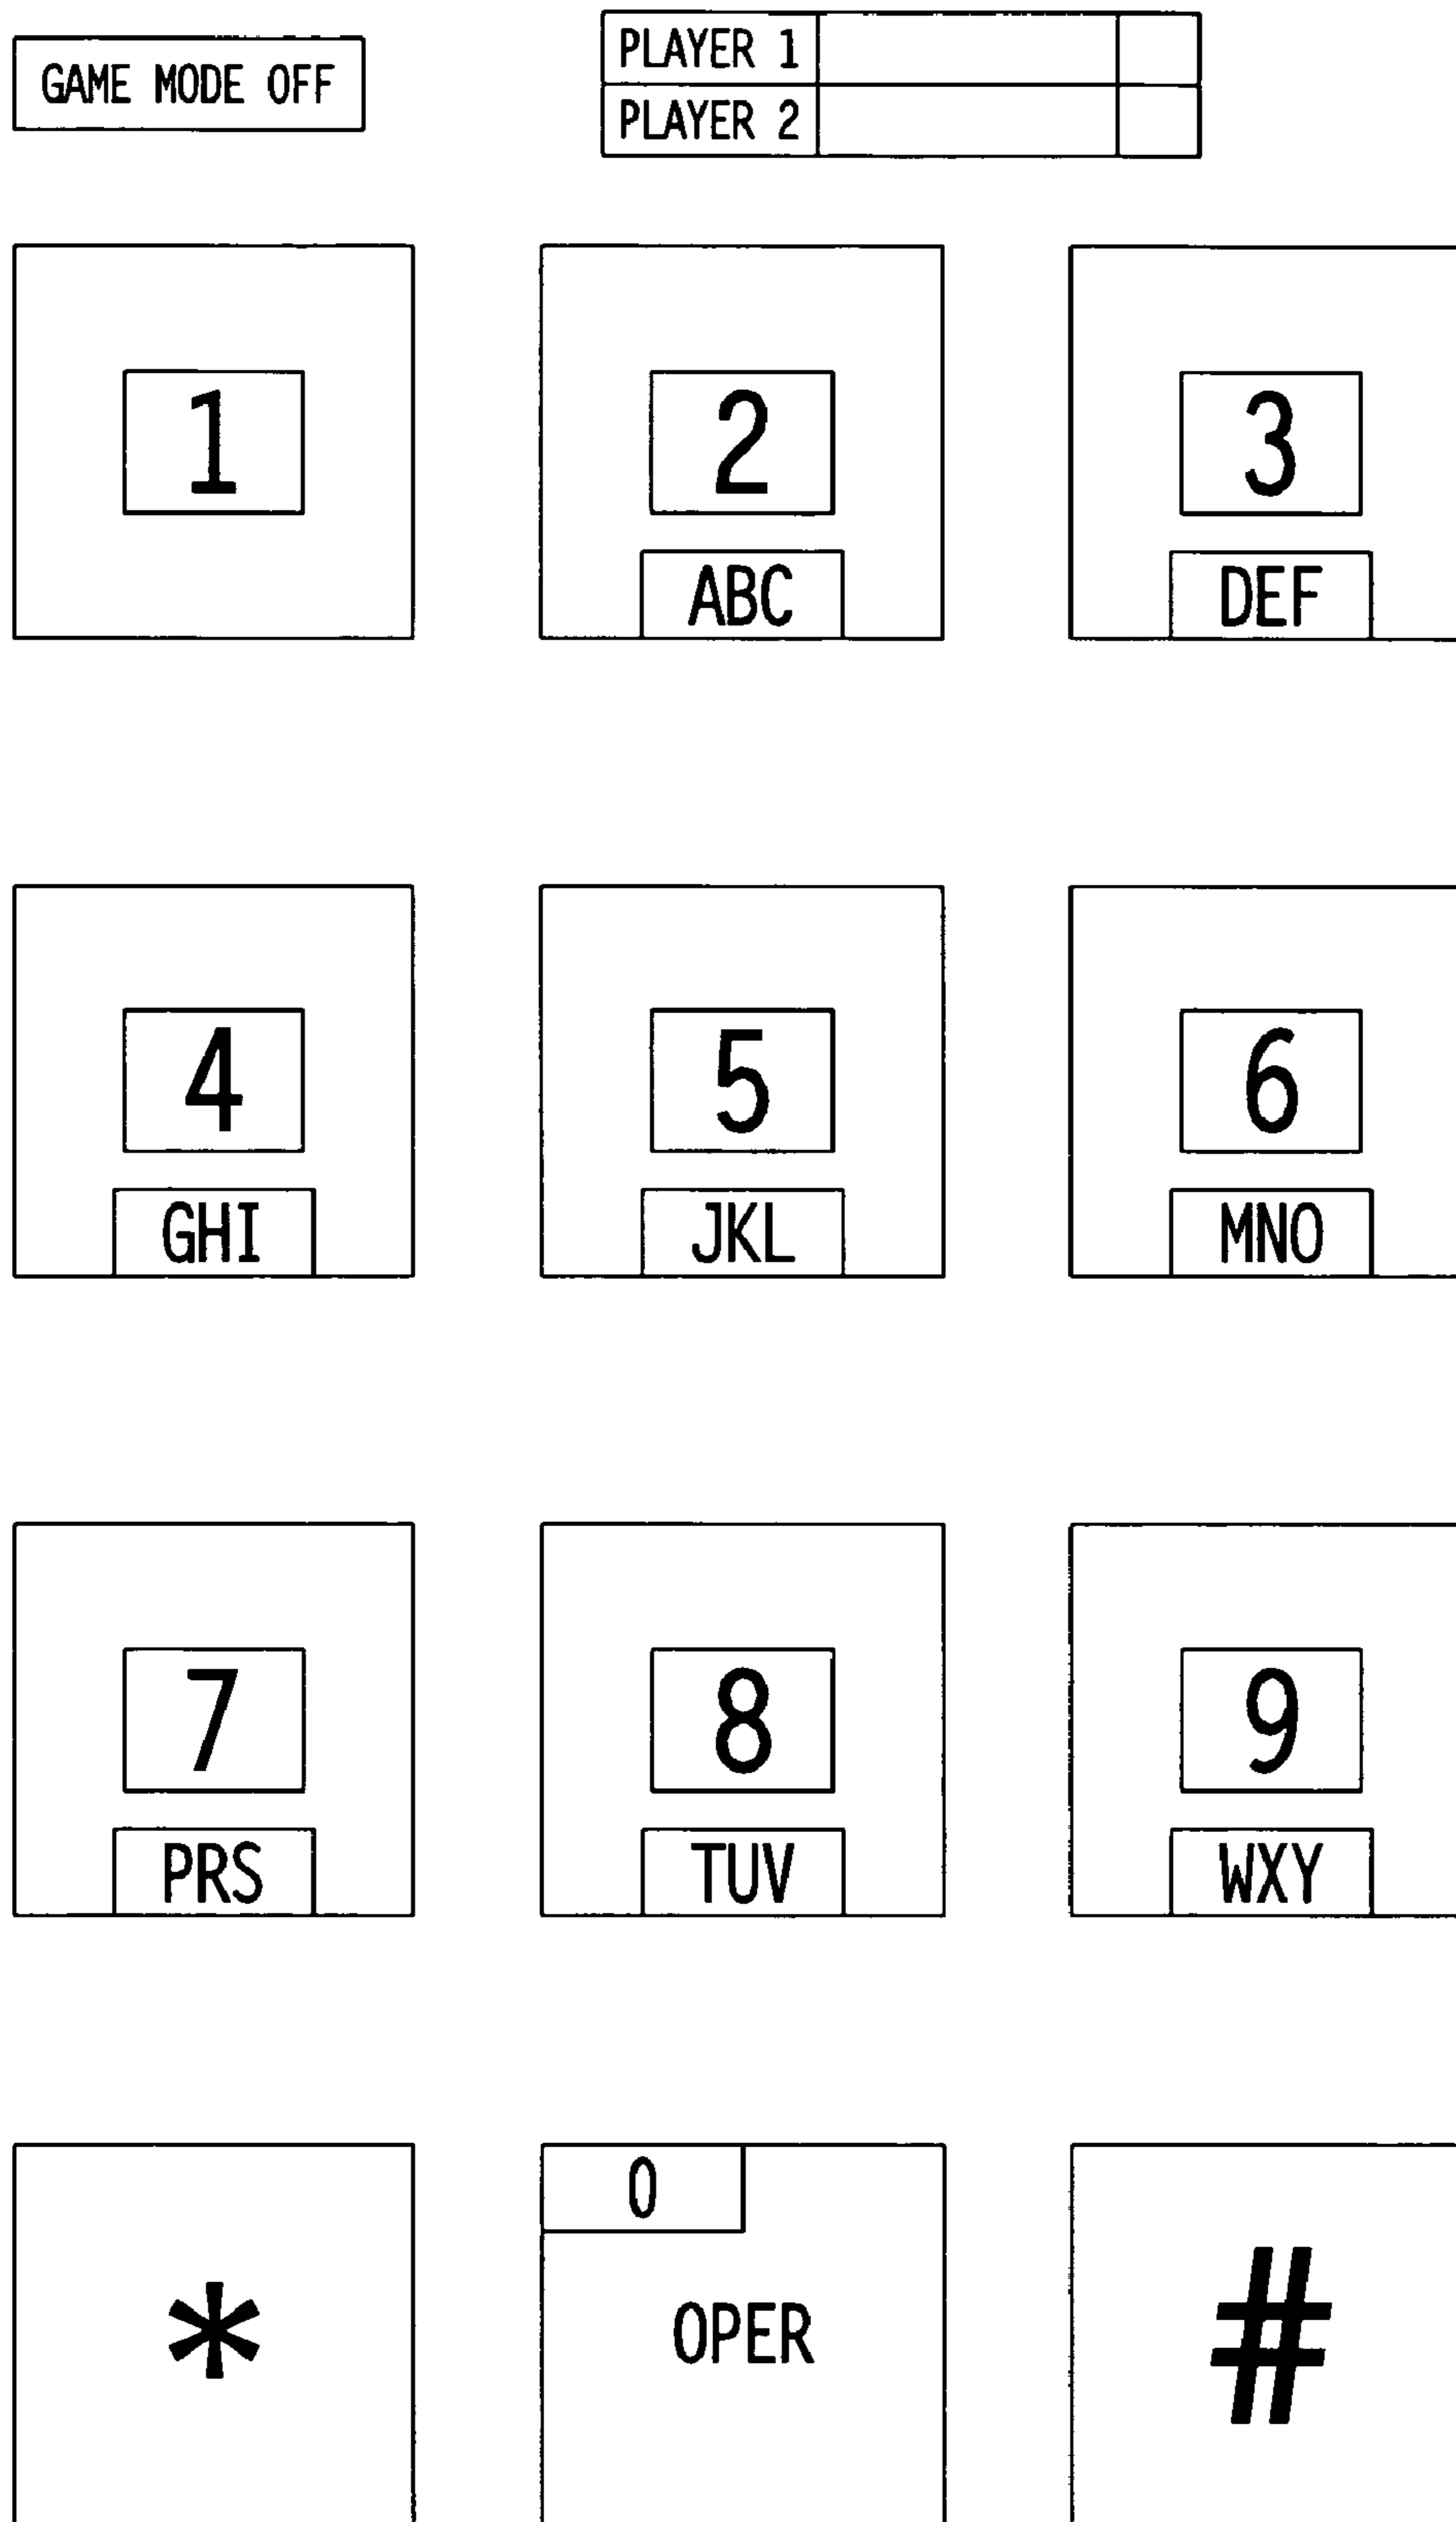 GAME MODE OFF
PLAYER 1
PLAYER 2
1 2 3
ABC DEF
4 5 6
GHI JKL MNO
7 8 9
PRS TUV WXY
0
* OPER #